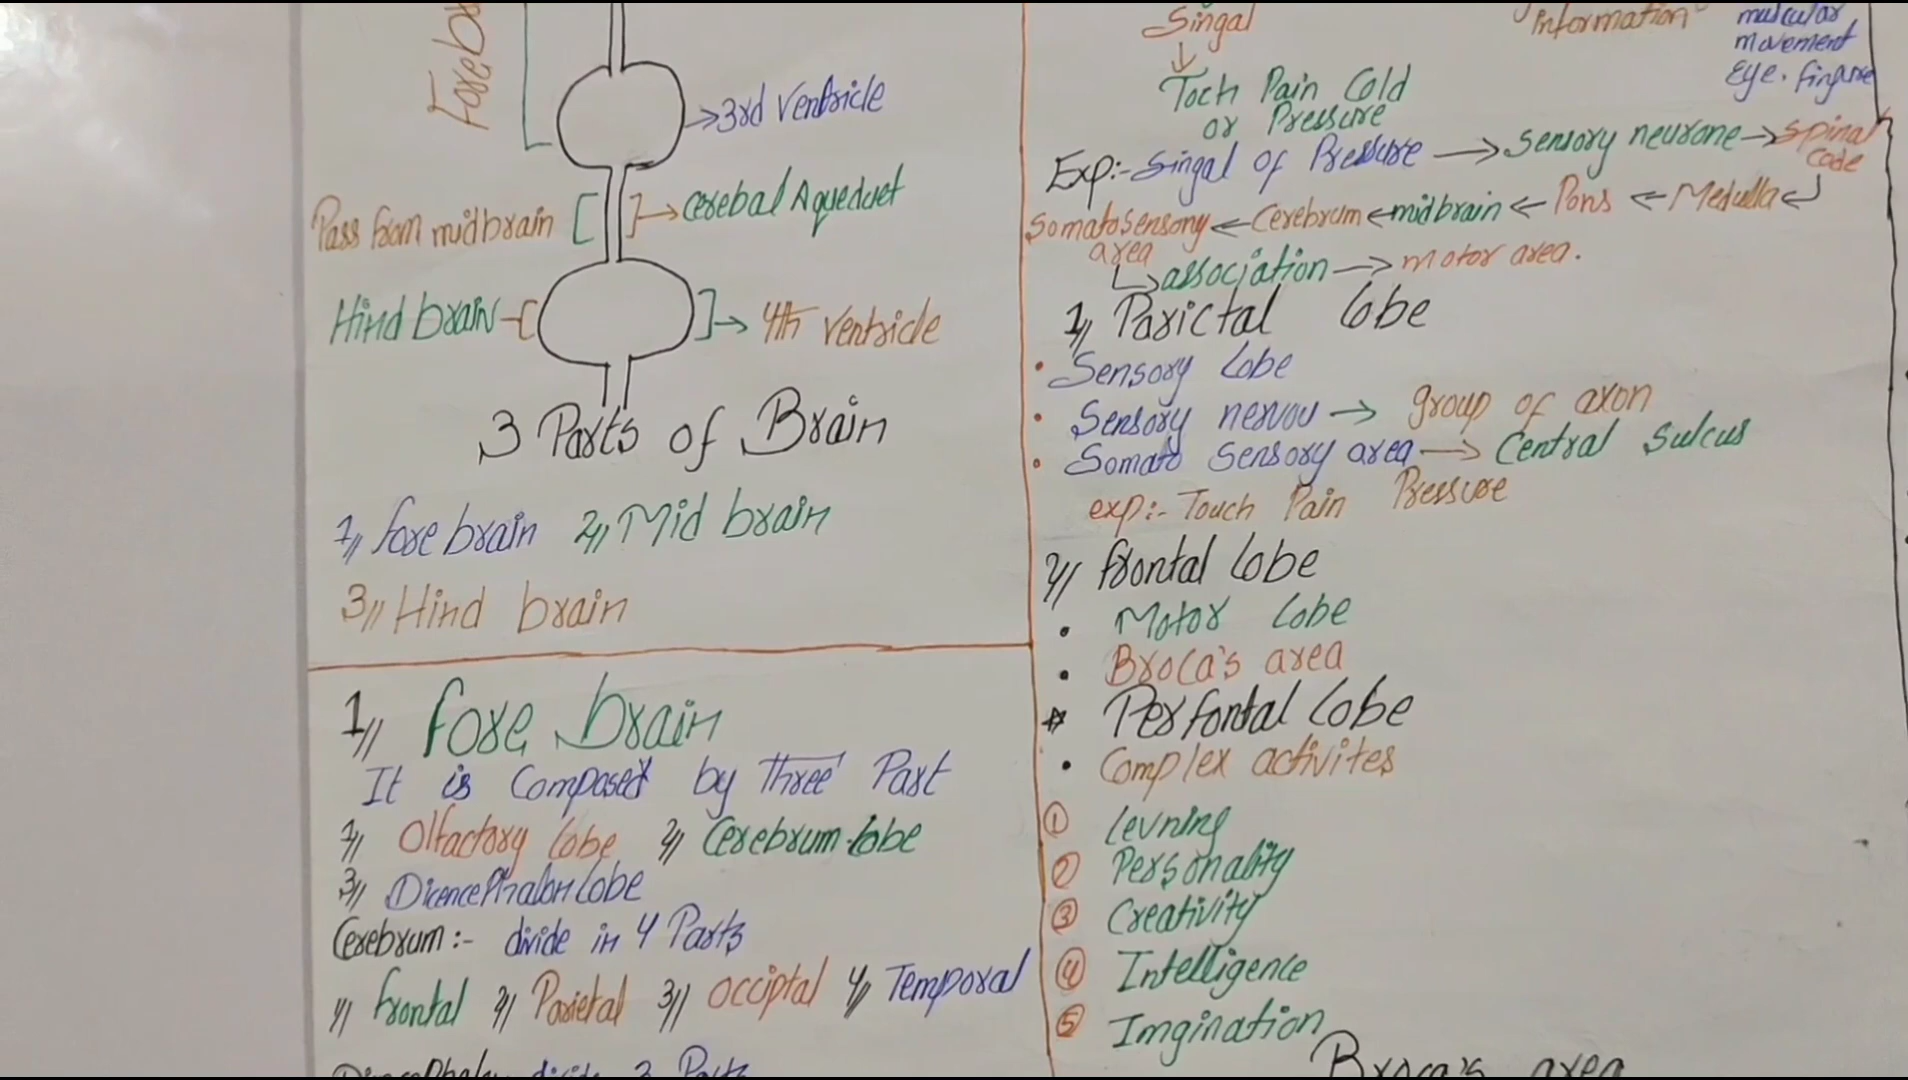 3rd Ventricle
Pass from midbrain
cerebal Aqueduct
Hind brain
4th Ventricle
3 Parts of Brain
1,, Fore brain 2,, Mid brain
3,, Hind brain
1,, Fore brain
It is Composed by Three Part
1,, Olfactory lobe 2,, Cerebrum lobe
3,, Dicencephalon lobe
Cerebrum :- divide in 4 Parts
1,, Frontal 2,, Parietal 3,, Occiptal 4,, Temporal
Singal
↓
Toch Pain Cold
or Pressure
Information
muscular
movement
Eye.
Exp:- Singal of Pressure → Sensory neurone → Spinal
Code
Somatosensory ← Cerebrum ← midbrain ← Pons ← Medulla
area
association → motor area.
1,, Parictal lobe
• Sensory lobe
• Sensory nervou → group of axon
• Somato Sensory area → Central Sulcus
exp:- Touch Pain Pressure
2,, Frontal lobe
• Motor lobe
• Broca's area
* Perfontal lobe
• Complex activites
① Levning
② Personality
③ Creativity
④ Intelligence
⑤ Imgination
Broca's area